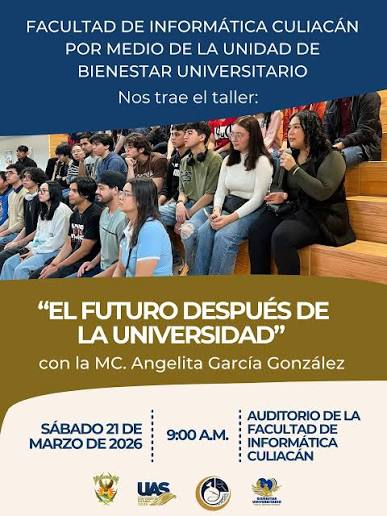 FACULTAD DE INFORMÁTICA CULIACÁN
POR MEDIO DE LA UNIDAD DE
BIENESTAR UNIVERSITARIO
Nos trae el taller:
“EL FUTURO DESPUÉS DE
LA UNIVERSIDAD”
con la MC. Angelita García González
SÁBADO 21 DE
MARZO DE 2026
9:00 A.M.
AUDITORIO DE LA
FACULTAD DE
INFORMÁTICA
CULIACÁN
UAS
BIENESTAR
UNIVERSITARIO